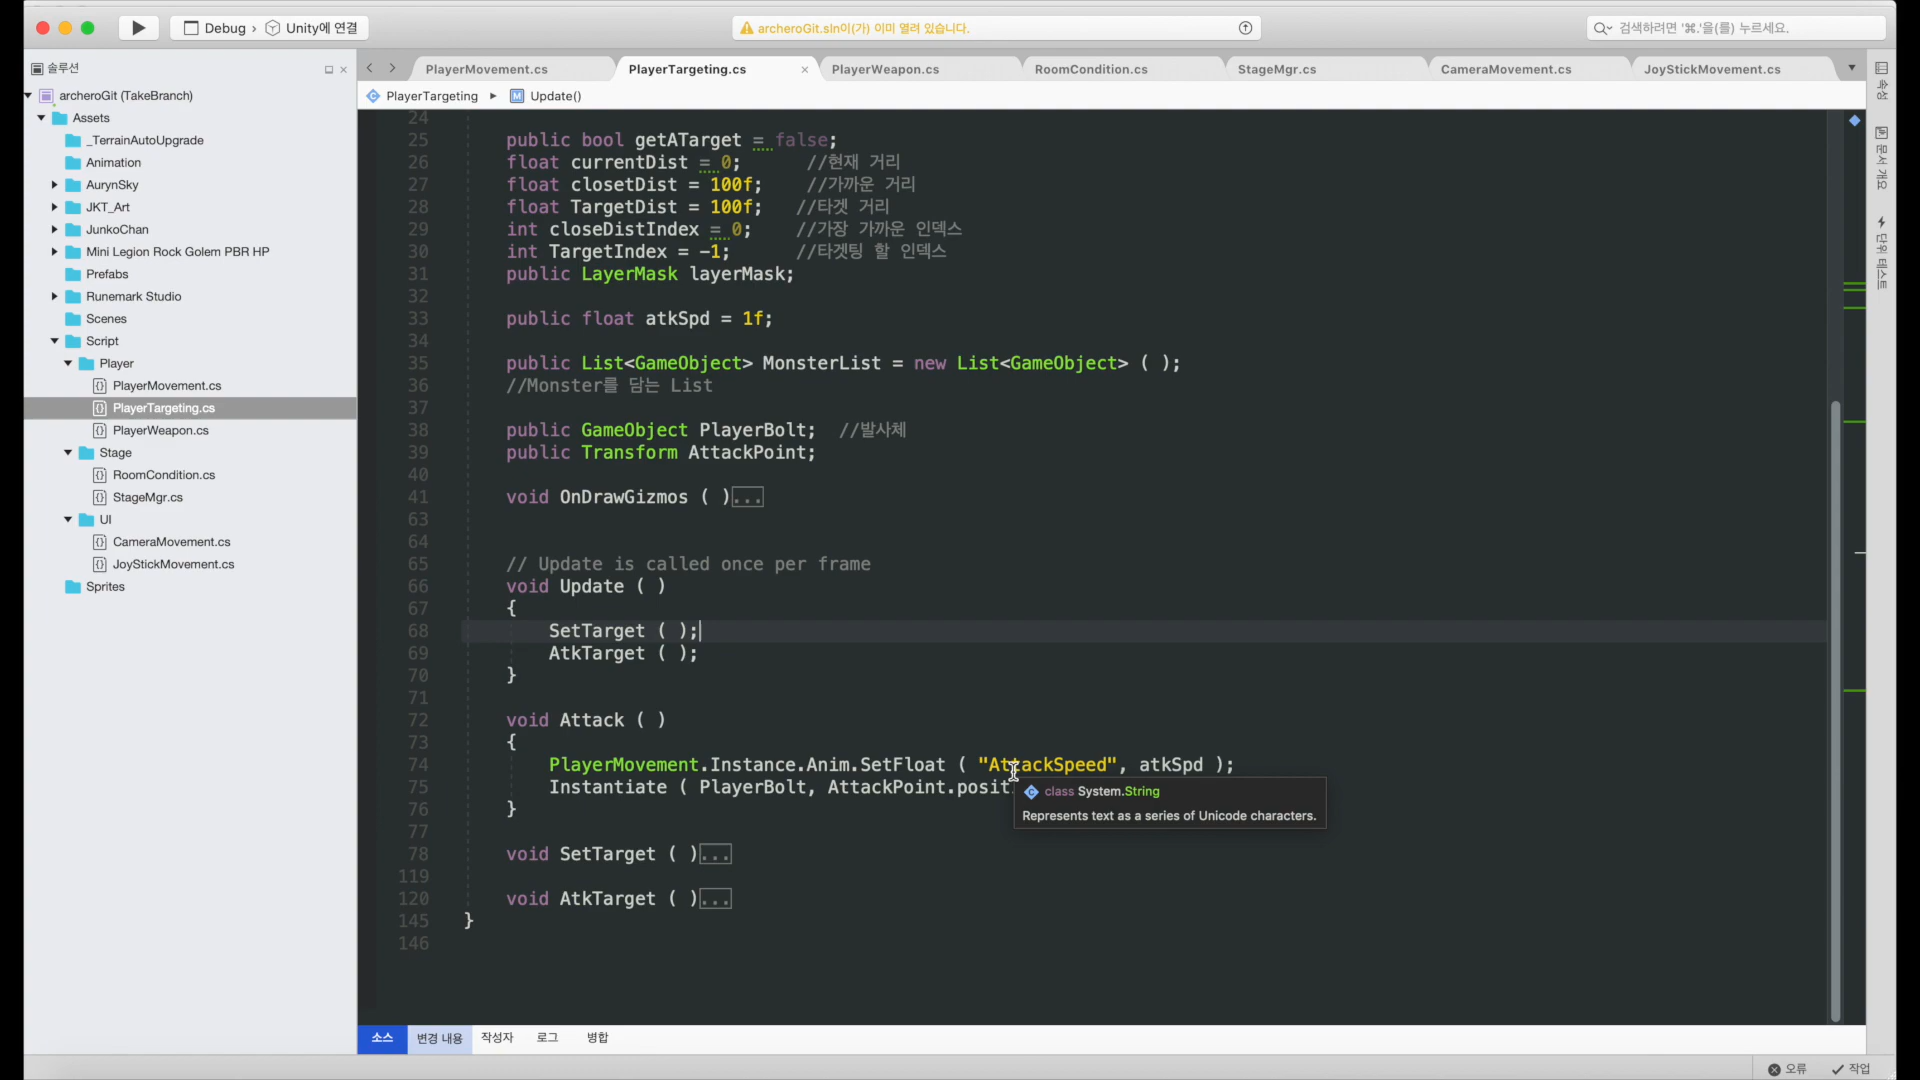 Debug › Unity에 연결
archeroGit.sln이(가) 이미 열려 있습니다.
검색하려면 '⌘.'을(를) 누르세요.
솔루션
PlayerMovement.cs
PlayerTargeting.cs
PlayerWeapon.cs
RoomCondition.cs
StageMgr.cs
CameraMovement.cs
JoyStickMovement.cs
PlayerTargeting ▸ Update()
archeroGit (TakeBranch)
Assets
_TerrainAutoUpgrade
Animation
AurynSky
JKT_Art
JunkoChan
Mini Legion Rock Golem PBR HP
Prefabs
Runemark Studio
Scenes
Script
Player
PlayerMovement.cs
PlayerTargeting.cs
PlayerWeapon.cs
Stage
RoomCondition.cs
StageMgr.cs
UI
CameraMovement.cs
JoyStickMovement.cs
Sprites
24
25 public bool getATarget = false;
26 float currentDist = 0; //현재 거리
27 float closetDist = 100f; //가까운 거리
28 float TargetDist = 100f; //타겟 거리
29 int closeDistIndex = 0; //가장 가까운 인덱스
30 int TargetIndex = -1; //타겟팅 할 인덱스
31 public LayerMask layerMask;
32
33 public float atkSpd = 1f;
34
35 public List<GameObject> MonsterList = new List<GameObject> ( );
36 //Monster를 담는 List
37
38 public GameObject PlayerBolt; //발사체
39 public Transform AttackPoint;
40
41 void OnDrawGizmos ( )...
63
64
65 // Update is called once per frame
66 void Update ( )
67 {
68 SetTarget ( );
69 AtkTarget ( );
70 }
71
72 void Attack ( )
73 {
74 PlayerMovement.Instance.Anim.SetFloat ( "AttackSpeed", atkSpd );
75 Instantiate ( PlayerBolt, AttackPoint.positi
class System.String
Represents text as a series of Unicode characters.
76 }
77
78 void SetTarget ( )...
119
120 void AtkTarget ( )...
145 }
146
속성
문서 개요
단위 테스트
소스 변경 내용 작성자 로그 병합
오류 작업